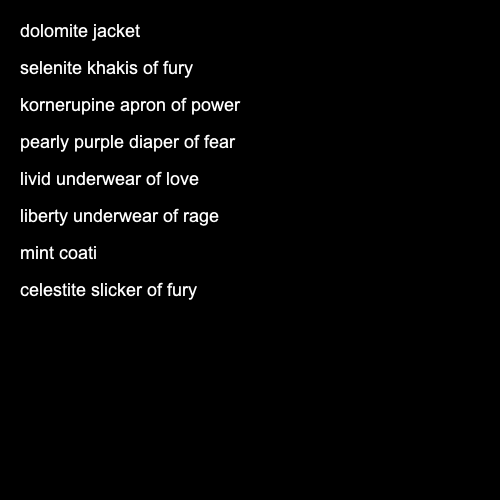 dolomite jacket
selenite khakis of fury
kornerupine apron of power
pearly purple diaper of fear
livid underwear of love
liberty underwear of rage
mint coati
celestite slicker of fury